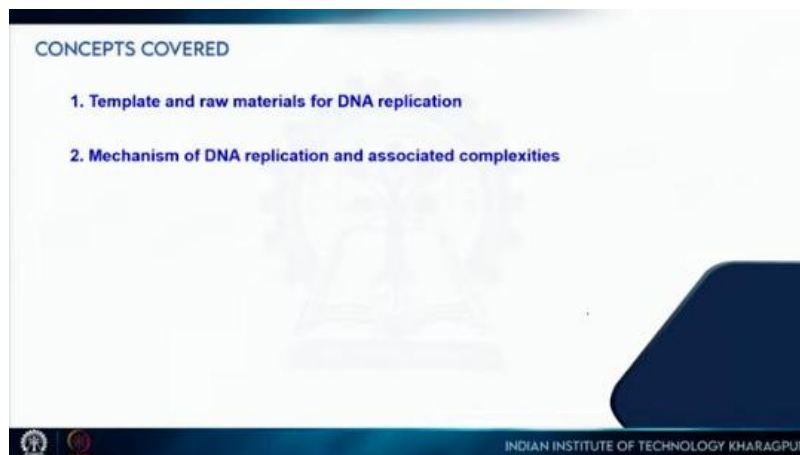 CONCEPTS COVERED
1. Template and raw materials for DNA replication
2. Mechanism of DNA replication and associated complexities
INDIAN INSTITUTE OF TECHNOLOGY KHARAGPUR